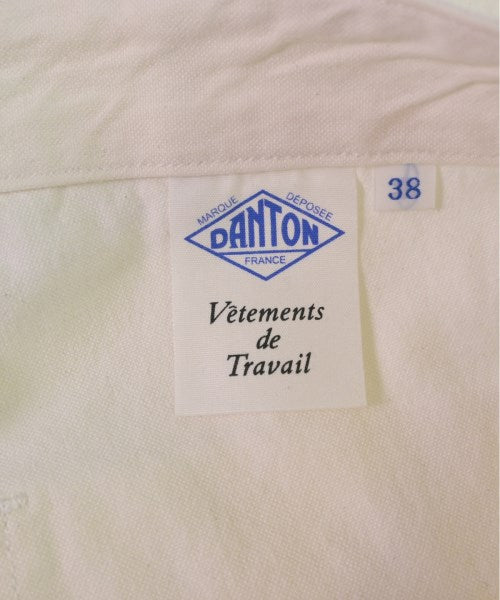 MARQUE DÉPOSÉE
DANTON
FRANCE
Vêtements
de
Travail
38